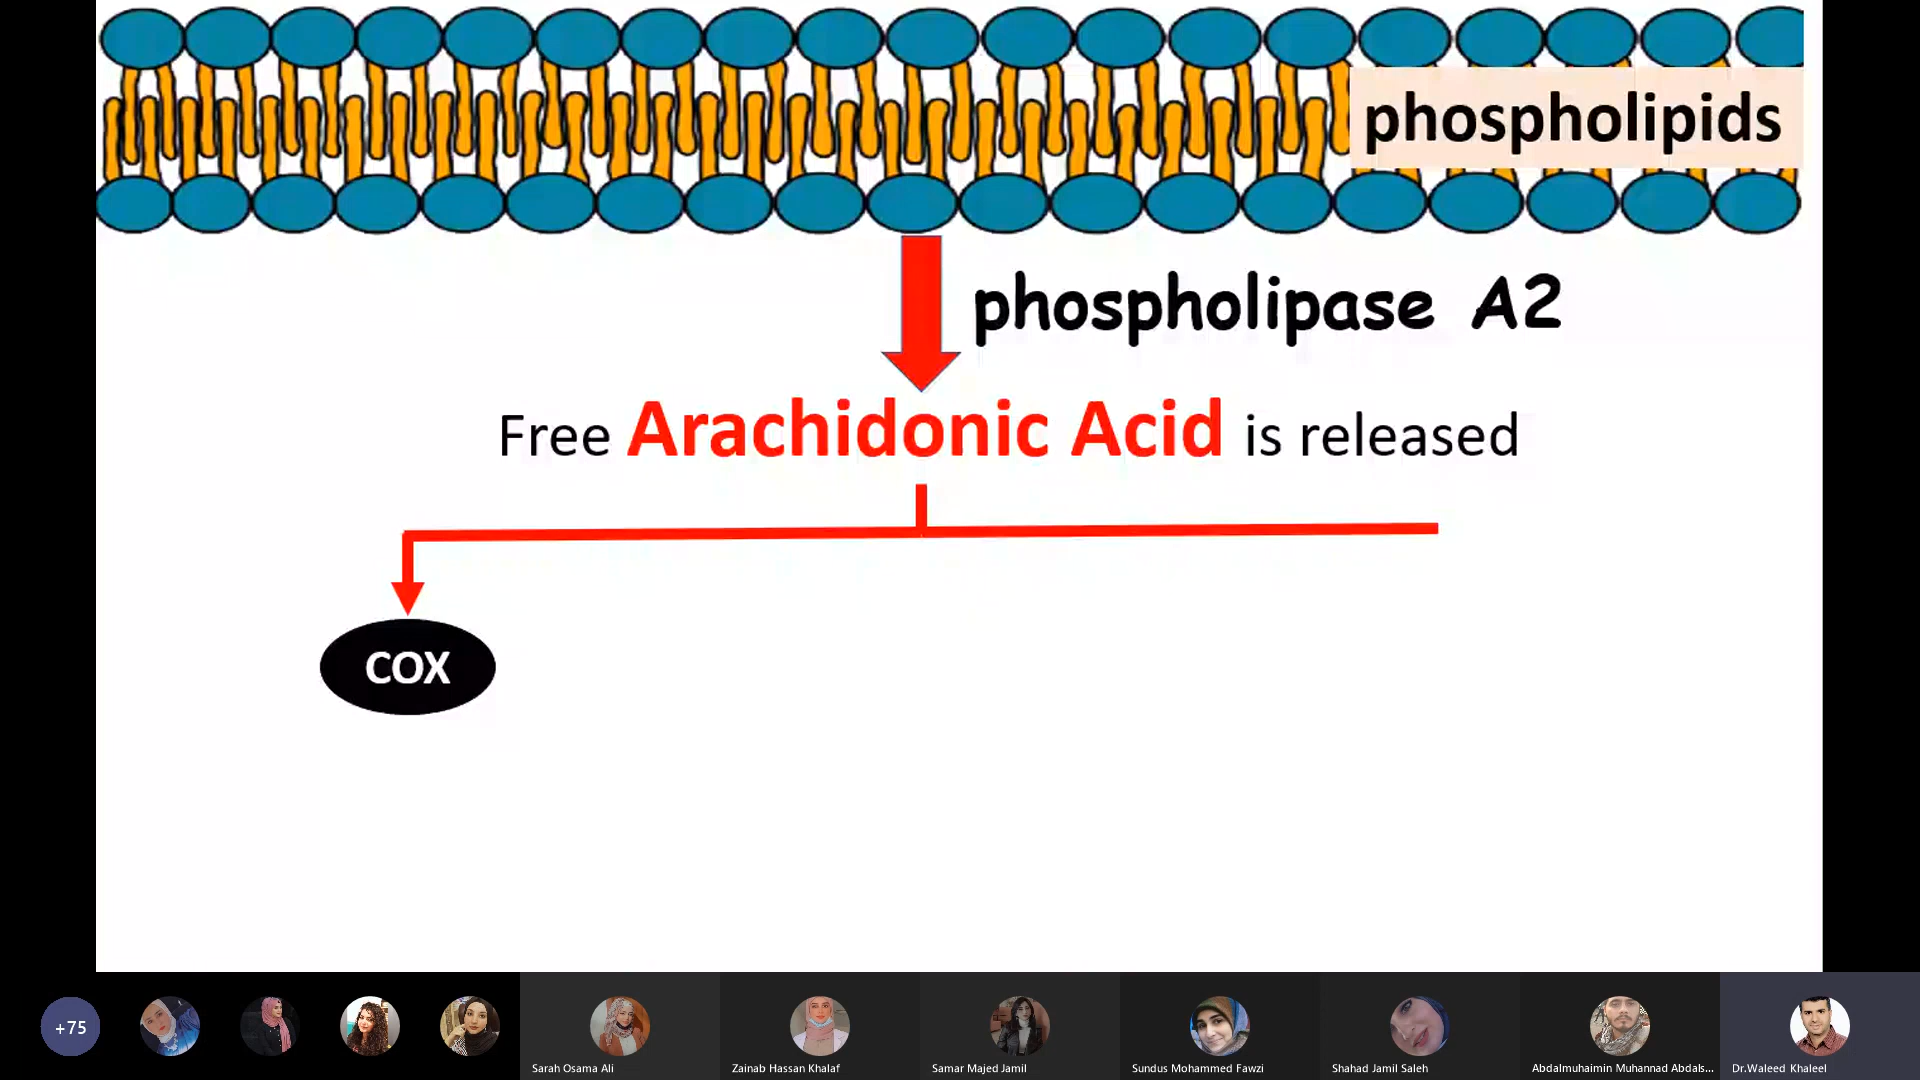 phospholipids
phospholipase A2
Free Arachidonic Acid is released
COX
+75
Sarah Osama Ali
Zainab Hassan Khalaf
Samar Majed Jamil
Sundus Mohammed Fawzi
Shahad Jamil Saleh
Abdalmuhaimin Muhannad Abdals...
Dr.Waleed Khaleel